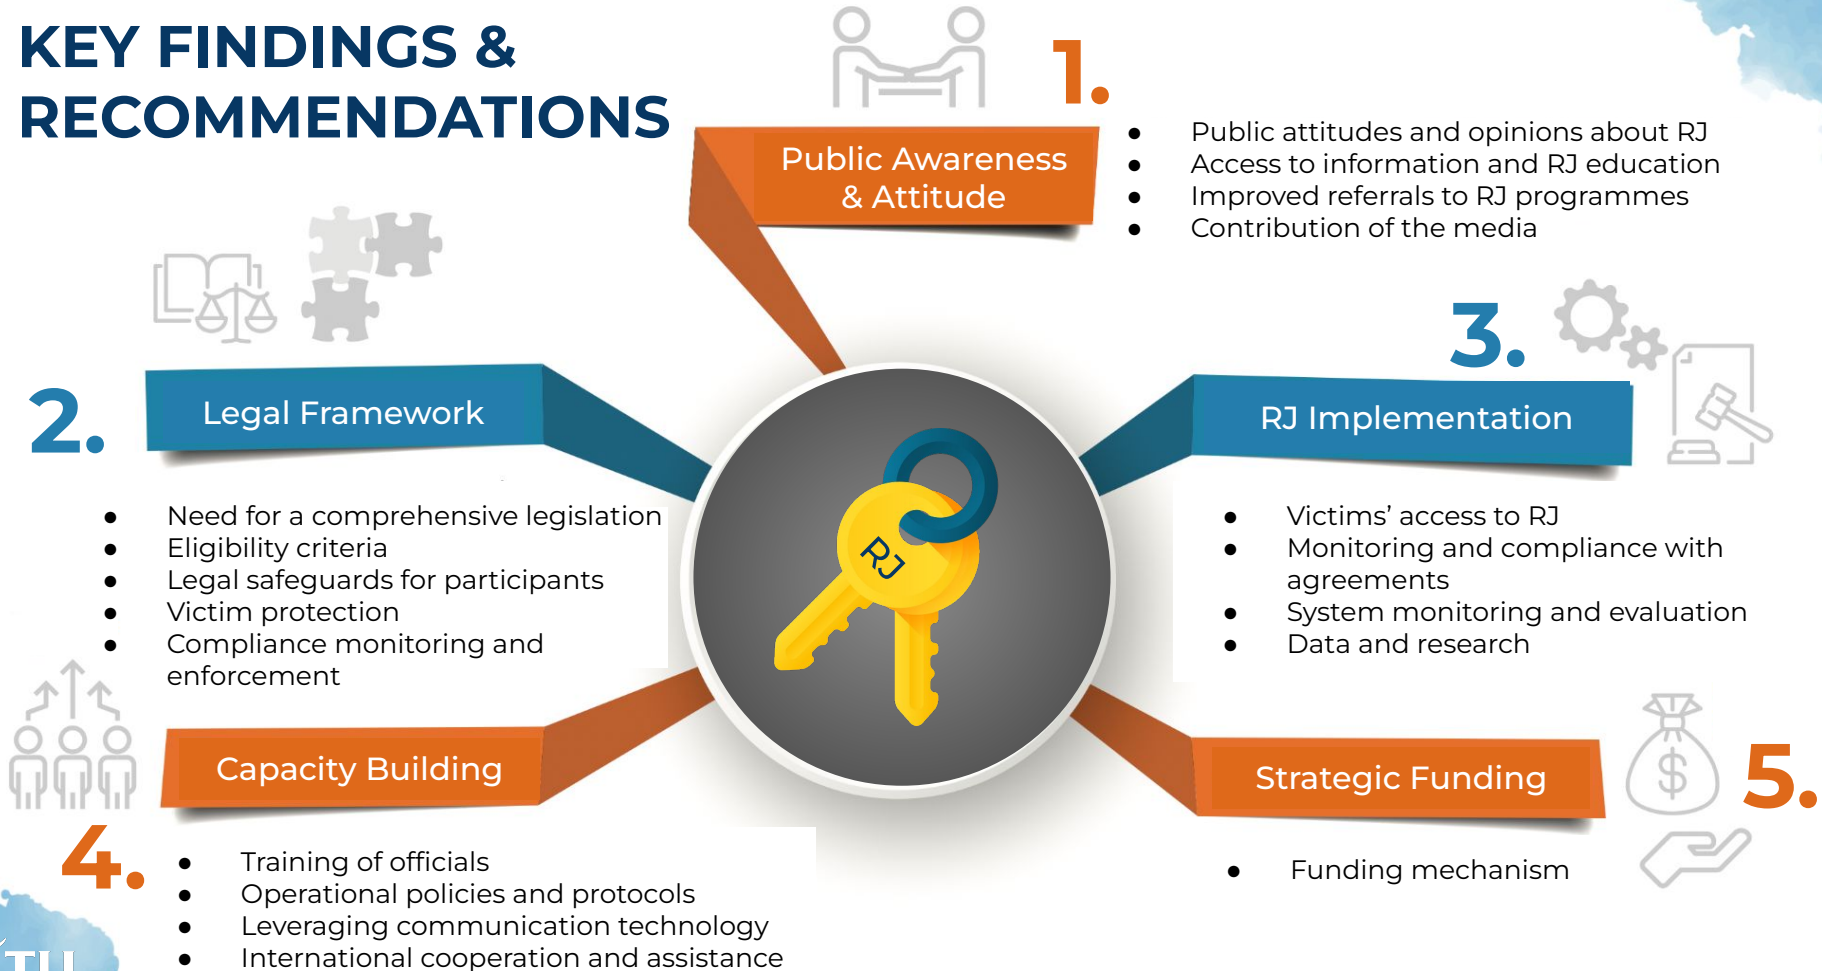 KEY FINDINGS &
RECOMMENDATIONS
1.
Public Awareness
& Attitude
● Public attitudes and opinions about RJ
● Access to information and RJ education
● Improved referrals to RJ programmes
● Contribution of the media
2.
Legal Framework
● Need for a comprehensive legislation
● Eligibility criteria
● Legal safeguards for participants
● Victim protection
● Compliance monitoring and
enforcement
3.
RJ Implementation
● Victims’ access to RJ
● Monitoring and compliance with
agreements
● System monitoring and evaluation
● Data and research
RJ
4.
Capacity Building
● Training of officials
● Operational policies and protocols
● Leveraging communication technology
● International cooperation and assistance
5.
Strategic Funding
$
● Funding mechanism